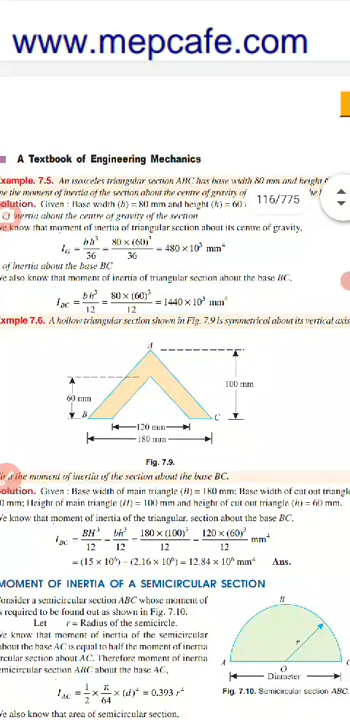 www.mepcafe.com
A Textbook of Engineering Mechanics
xample. 7.5. An isosceles triangular section ABC has base width 80 mm and height
ne the moment of inertia of the section about the centre of gravity of
116/775
olution. Given : Base width (b) = 80 mm and height (h) = 60
inertia about the centre of gravity of the section
We know that moment of inertia of triangular section about its centre of gravity,
I_G = bh³/36 = 80 × (60)³/36 = 480 × 10³ mm⁴
of inertia about the base BC
We also know that moment of inertia of triangular section about the base BC,
I_BC = bh³/12 = 80 × (60)³/12 = 1440 × 10³ mm⁴
xmple 7.6. A hollow triangular section shown in Fig. 7.9 is symmetrical about its vertical axis
A
100 mm
60 mm
B
C
120 mm
180 mm
Fig. 7.9.
the moment of inertia of the section about the base BC.
olution. Given : Base width of main triangle (B) = 180 mm; Base width of cut out triangle
0 mm; Height of main triangle (H) = 100 mm and height of cut out triangle (h) = 60 mm.
We know that moment of inertia of the triangular, section about the base BC,
I_BC = BH³/12 − bh³/12 = 180 × (100)³/12 − 120 × (60)³/12 mm⁴
= (15 × 10⁶) – (2.16 × 10⁶) = 12.84 × 10⁶ mm⁴ Ans.
MOMENT OF INERTIA OF A SEMICIRCULAR SECTION
Consider a semicircular section ABC whose moment of
s required to be found out as shown in Fig. 7.10.
Let r = Radius of the semicircle.
We know that moment of inertia of the semicircular
about the base AC is equal to half the moment of inertia
rcular section about AC. Therefore moment of inertia
emicircular section ABC about the base AC,
I_AC = 1/2 × π/64 × (d)⁴ = 0.393 r⁴
We also know that area of semicircular section,
B
r
A
O
Diameter
Fig. 7.10. Semicircular section ABC.